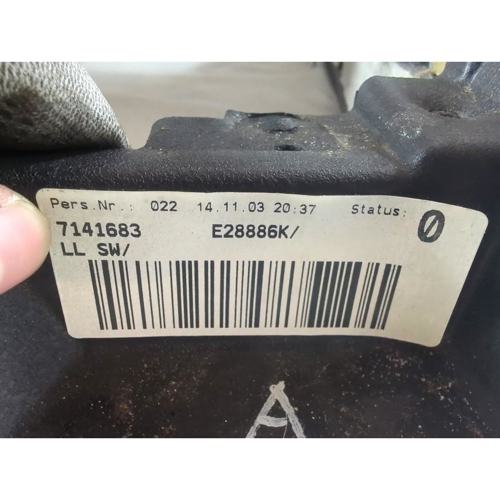 Pers.Nr.: 022 14.11.03 20:37 Status: 0
7141683 E28886K/
LL SW/
A